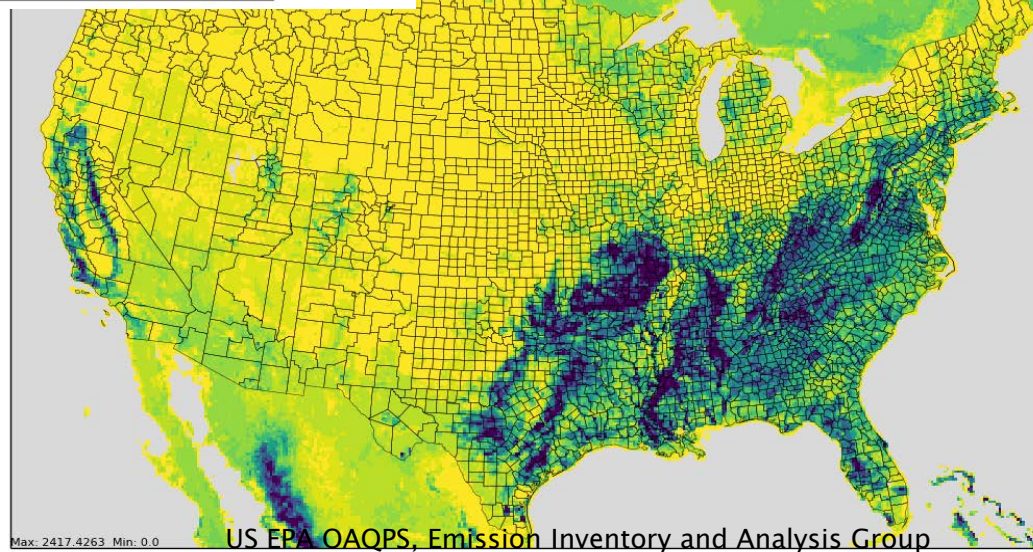 Max: 2417.4263 Min: 0.0
US EPA OAQPS, Emission Inventory and Analysis Group